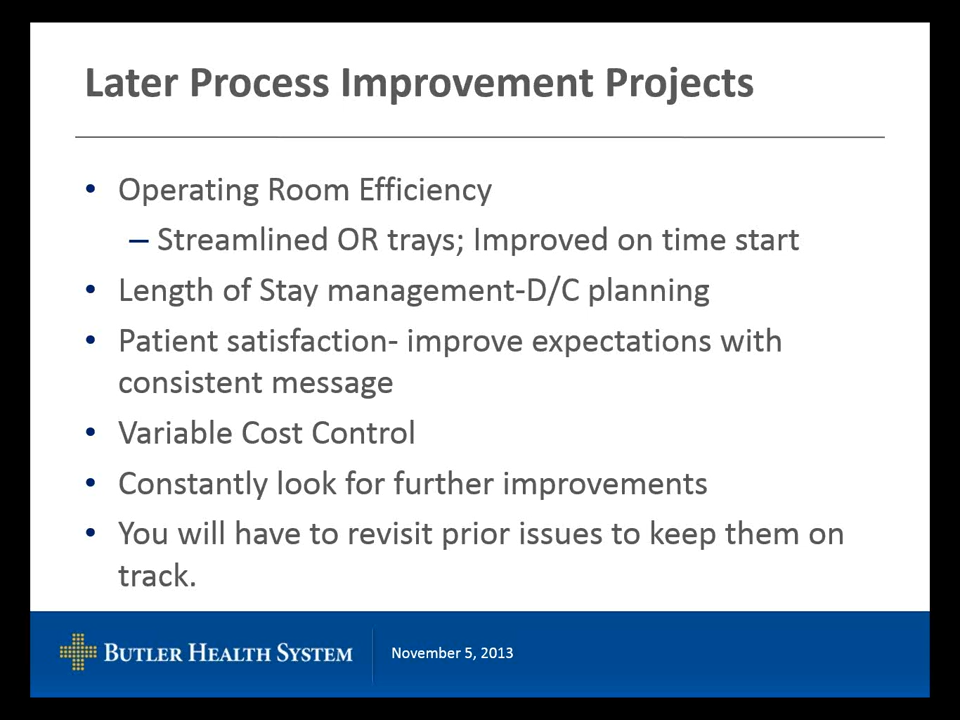 Later Process Improvement Projects
• Operating Room Efficiency
– Streamlined OR trays; Improved on time start
• Length of Stay management-D/C planning
• Patient satisfaction- improve expectations with
consistent message
• Variable Cost Control
• Constantly look for further improvements
• You will have to revisit prior issues to keep them on
track.
BUTLER HEALTH SYSTEM
November 5, 2013